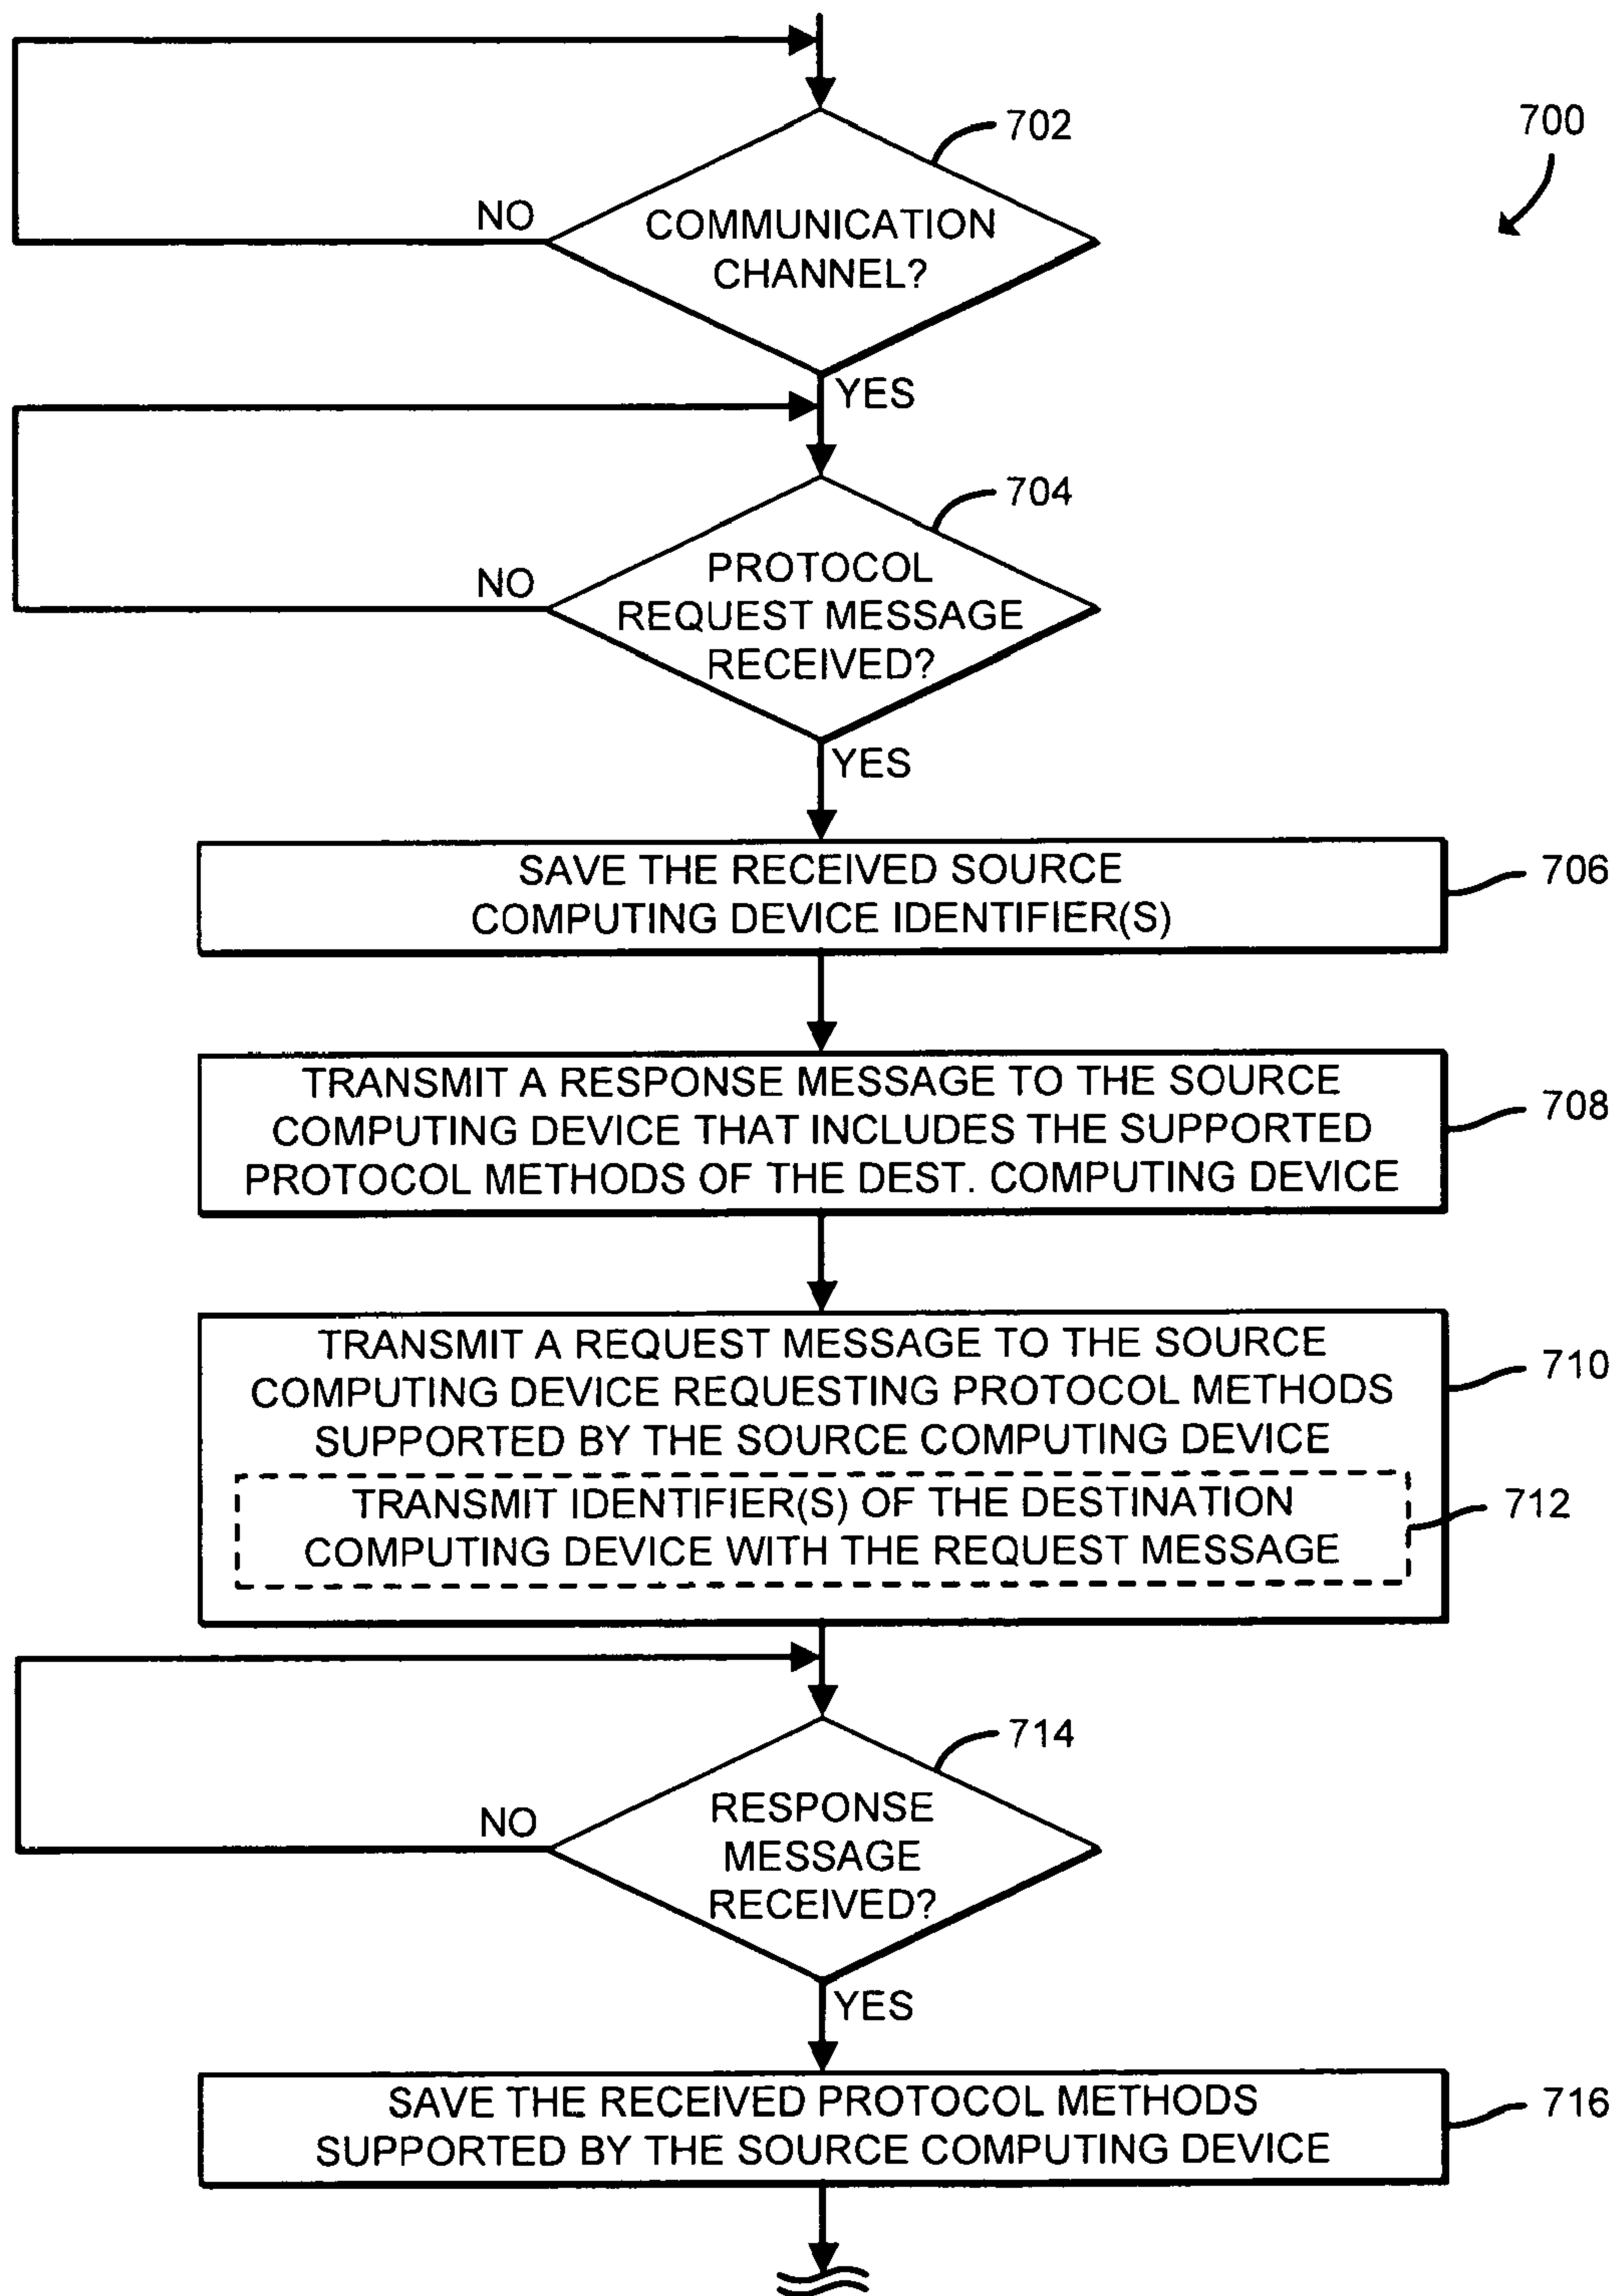 702
700
NO
COMMUNICATION
CHANNEL?
YES
704
NO
PROTOCOL
REQUEST MESSAGE
RECEIVED?
YES
SAVE THE RECEIVED SOURCE
COMPUTING DEVICE IDENTIFIER(S)
706
TRANSMIT A RESPONSE MESSAGE TO THE SOURCE
COMPUTING DEVICE THAT INCLUDES THE SUPPORTED
PROTOCOL METHODS OF THE DEST. COMPUTING DEVICE
708
TRANSMIT A REQUEST MESSAGE TO THE SOURCE
COMPUTING DEVICE REQUESTING PROTOCOL METHODS
SUPPORTED BY THE SOURCE COMPUTING DEVICE
710
TRANSMIT IDENTIFIER(S) OF THE DESTINATION
COMPUTING DEVICE WITH THE REQUEST MESSAGE
712
714
NO
RESPONSE
MESSAGE
RECEIVED?
YES
SAVE THE RECEIVED PROTOCOL METHODS
SUPPORTED BY THE SOURCE COMPUTING DEVICE
716